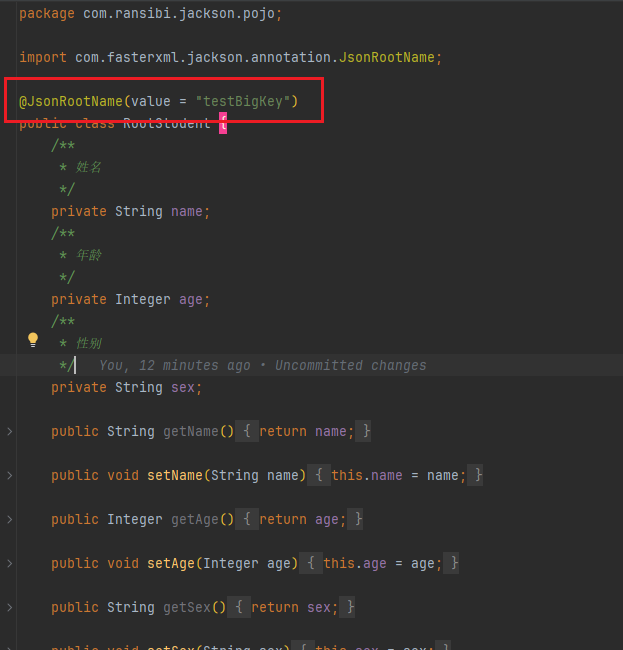 package com.ransibi.jackson.pojo;
import com.fasterxml.jackson.annotation.JsonRootName;
@JsonRootName(value = "testBigKey")
public class RootStudent {
/**
* 姓名
*/
private String name;
/**
* 年龄
*/
private Integer age;
/**
* 性别
*/ You, 12 minutes ago • Uncommitted changes
private String sex;
public String getName() { return name; }
public void setName(String name) { this.name = name; }
public Integer getAge() { return age; }
public void setAge(Integer age) { this.age = age; }
public String getSex() { return sex; }
public void setSex(String sex) { this.sex = sex; }